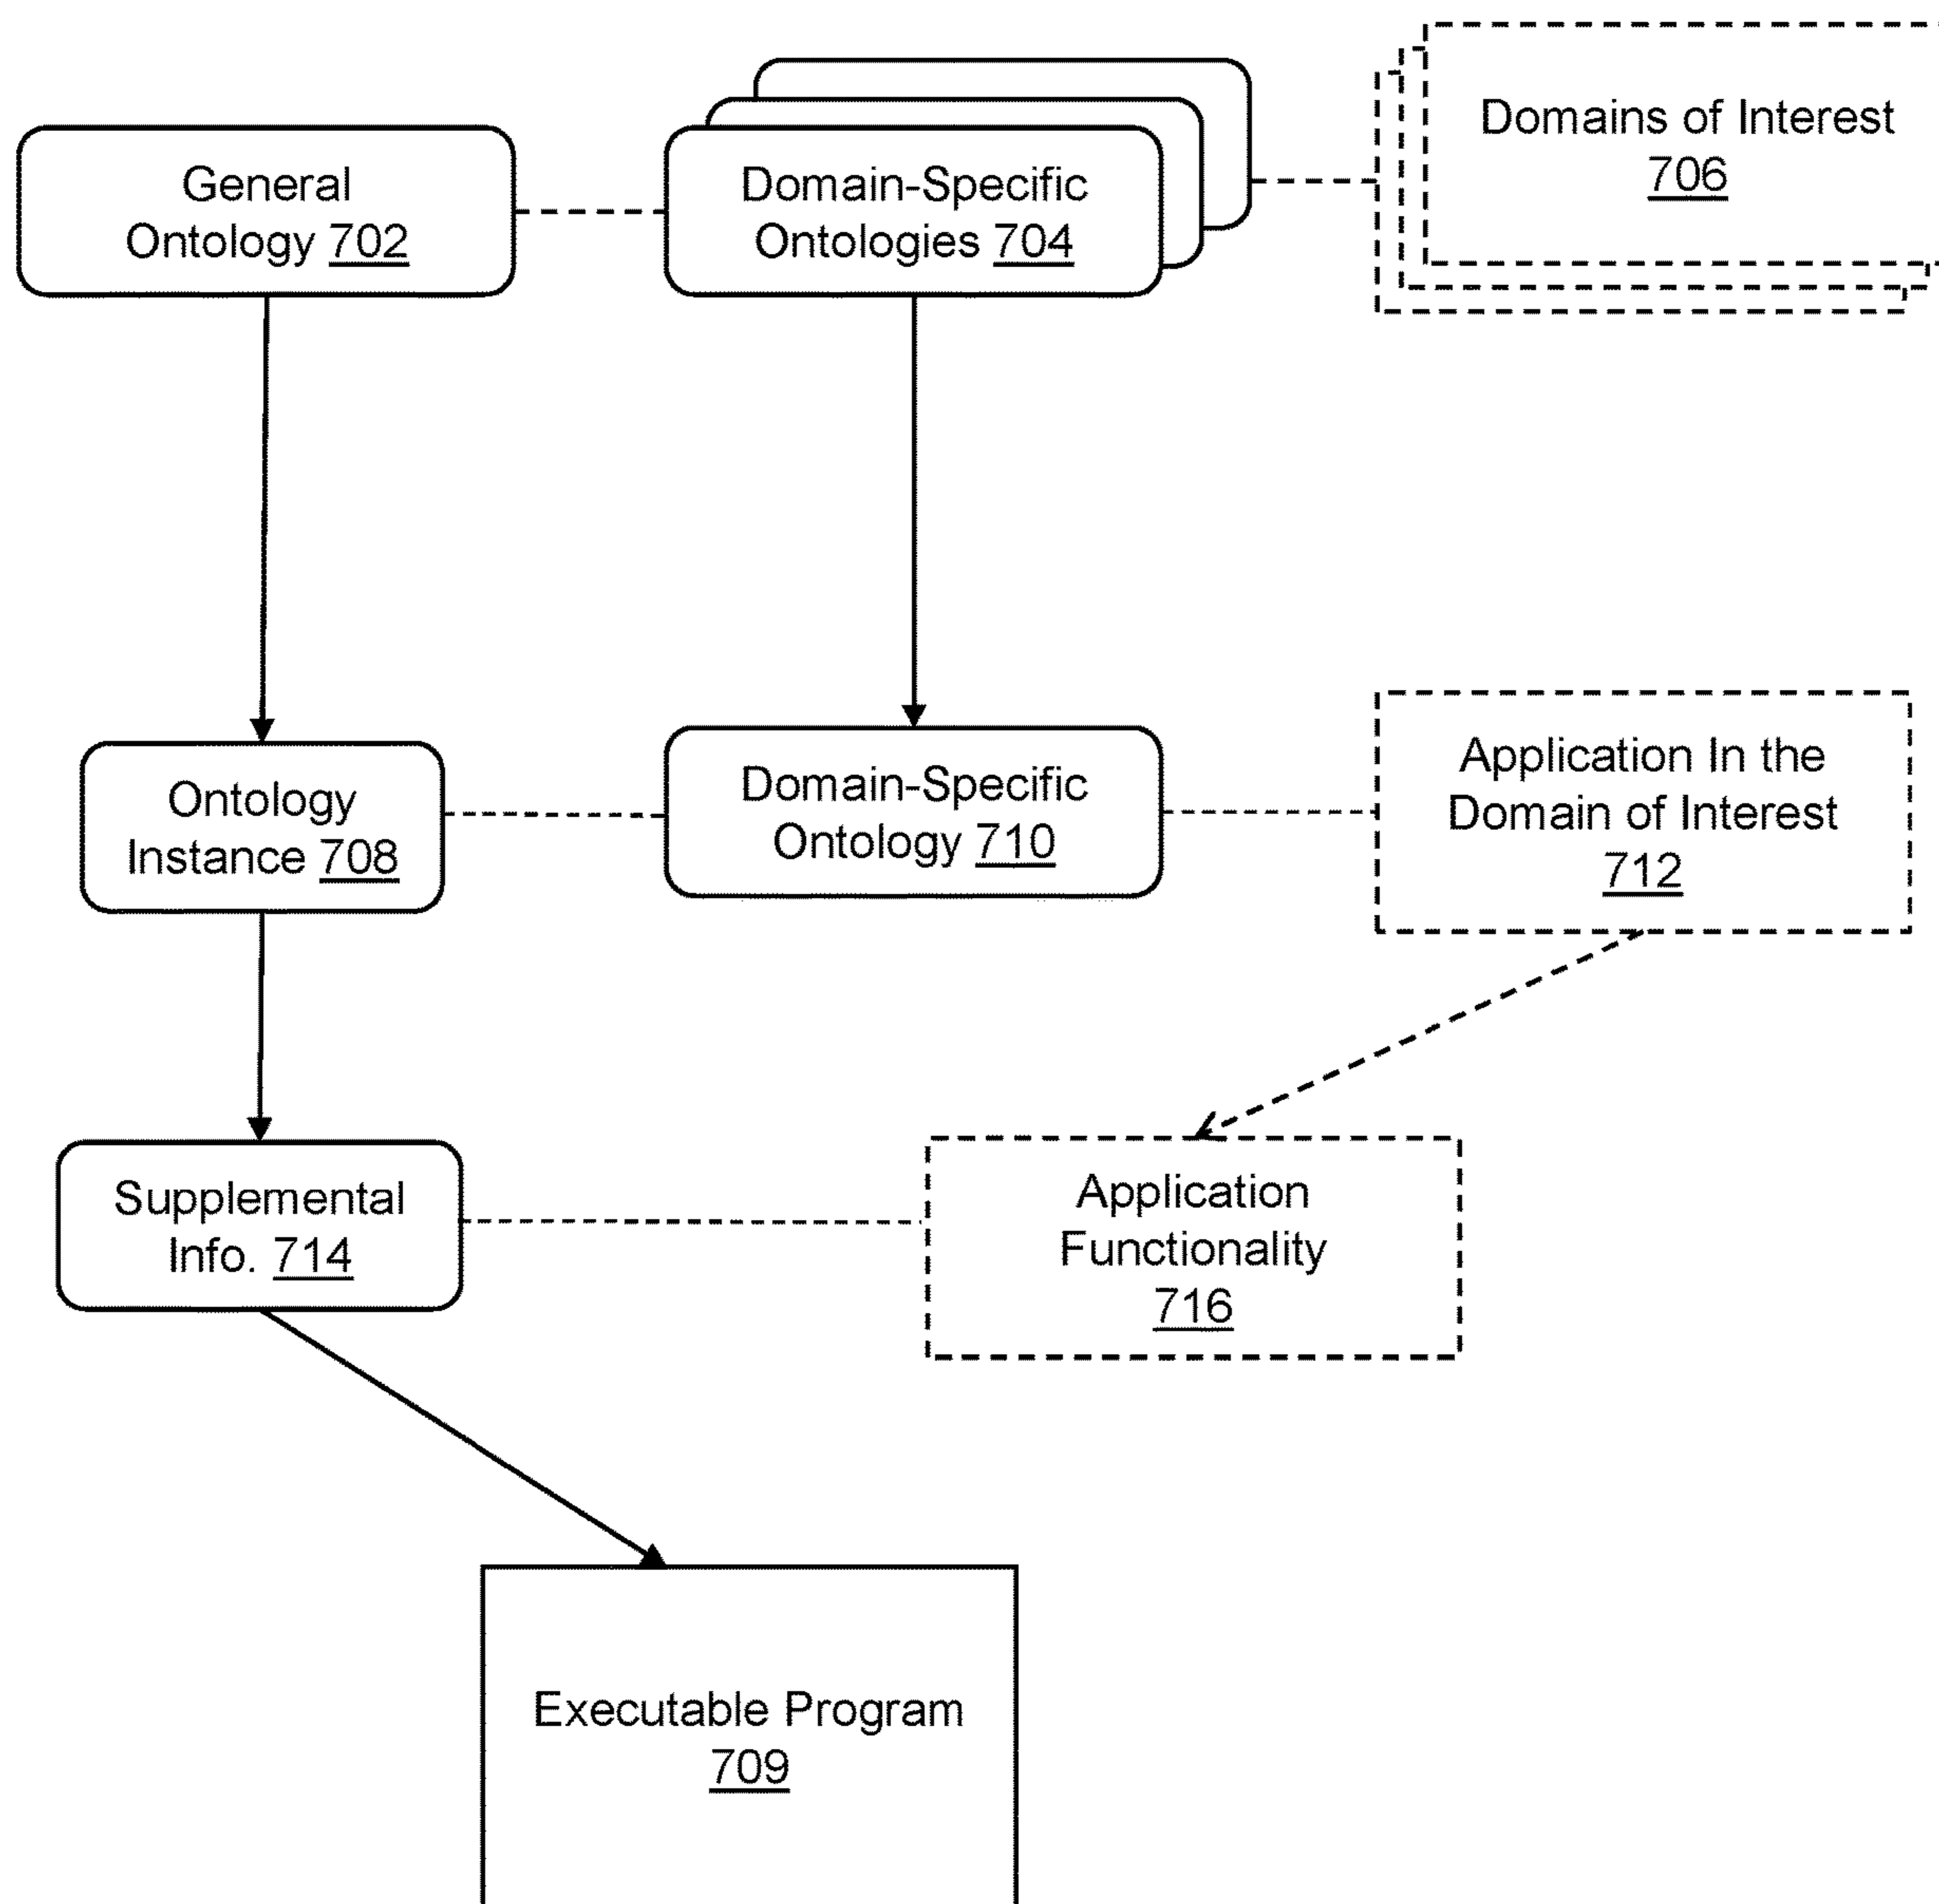 General
Ontology 702
Domain-Specific
Ontologies 704
Domains of Interest
706
Ontology
Instance 708
Domain-Specific
Ontology 710
Application In the
Domain of Interest
712
Supplemental
Info. 714
Application
Functionality
716
Executable Program
709